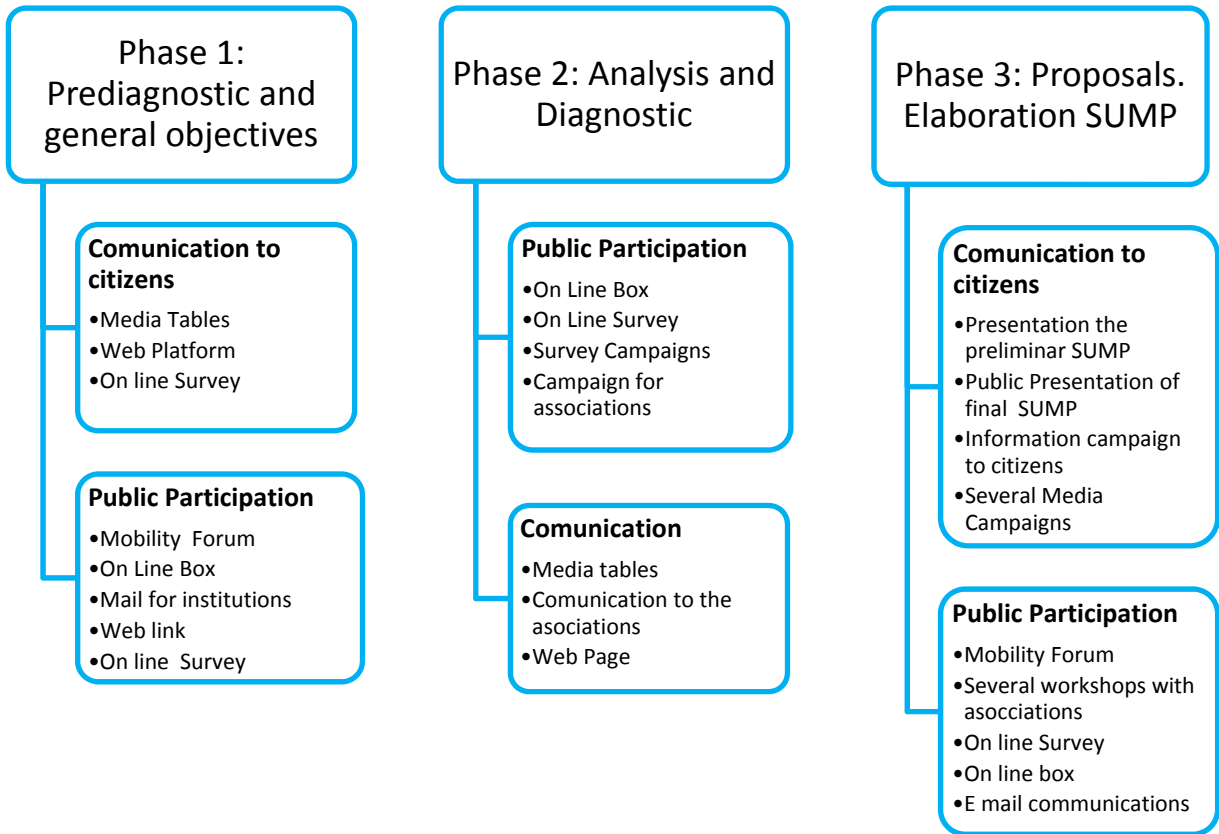 Phase 1:
Prediagnostic and
general objectives
Comunication to
citizens
•Media Tables
•Web Platform
•On line Survey
Public Participation
•Mobility Forum
•On Line Box
•Mail for institutions
•Web link
•On line Survey
Phase 2: Analysis and
Diagnostic
Public Participation
•On Line Box
•On Line Survey
•Survey Campaigns
•Campaign for
associations
Comunication
•Media tables
•Comunication to the
asociations
•Web Page
Phase 3: Proposals.
Elaboration SUMP
Comunication to
citizens
•Presentation the
preliminar SUMP
•Public Presentation of
final SUMP
•Information campaign
to citizens
•Several Media
Campaigns
Public Participation
•Mobility Forum
•Several workshops with
asocciations
•On line Survey
•On line box
•E mail communications